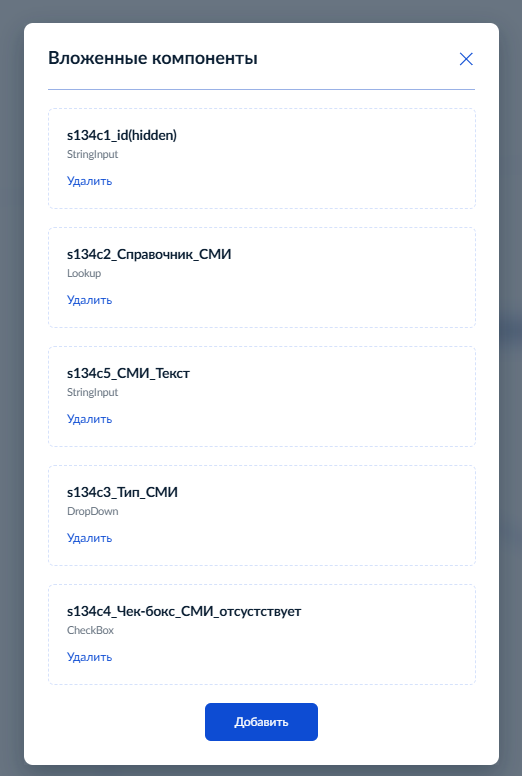 Вложенные компоненты
s134c1_id(hidden)
StringInput
Удалить
s134c2_Справочник_СМИ
Lookup
Удалить
s134c5_СМИ_Текст
StringInput
Удалить
s134c3_Тип_СМИ
DropDown
Удалить
s134c4_Чек-бокс_СМИ_отсустствует
CheckBox
Удалить
Добавить